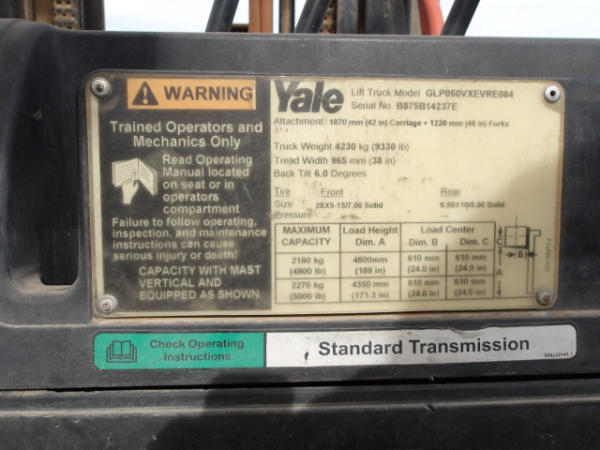 WARNING
Trained Operators and
Mechanics Only
Read Operating
Manual located
on seat or in
operators
compartment
Failure to follow operating,
inspection, and maintenance
instructions can cause
serious injury or death!
CAPACITY WITH MAST
VERTICAL AND
EQUIPPED AS SHOWN
Yale
Lift Truck Model GLP050VXEVRE084
Serial No. B875B14237E
Attachment: 1070 mm (42 in) Carriage + 1220 mm (48 in) Forks
Truck Weight 4230 kg (9330 lb)
Tread Width 965 mm (38 in)
Back Tilt 6.0 Degrees
Tire Front Rear
Size 28X9-15/7.00 Solid 6.50X10/5.00 Solid
Pressure
MAXIMUM CAPACITY Load Height Dim. A Load Center Dim. B Dim. C
2180 kg 4800mm 610 mm 610 mm
(4800 lb) (189 in) (24.0 in) (24.0 in)
2270 kg 4350 mm 610 mm 610 mm
(5000 lb) (171.3 in) (24.0 in) (24.0 in)
C
B
A
Check Operating
Instructions
Standard Transmission